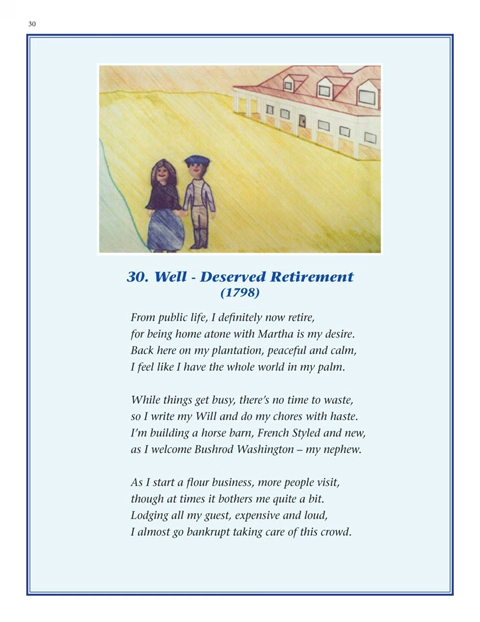 30
30. Well - Deserved Retirement
(1798)
From public life, I definitely now retire,
for being home atone with Martha is my desire.
Back here on my plantation, peaceful and calm,
I feel like I have the whole world in my palm.
While things get busy, there's no time to waste,
so I write my Will and do my chores with haste.
I'm building a horse barn, French Styled and new,
as I welcome Bushrod Washington – my nephew.
As I start a flour business, more people visit,
though at times it bothers me quite a bit.
Lodging all my guest, expensive and loud,
I almost go bankrupt taking care of this crowd.